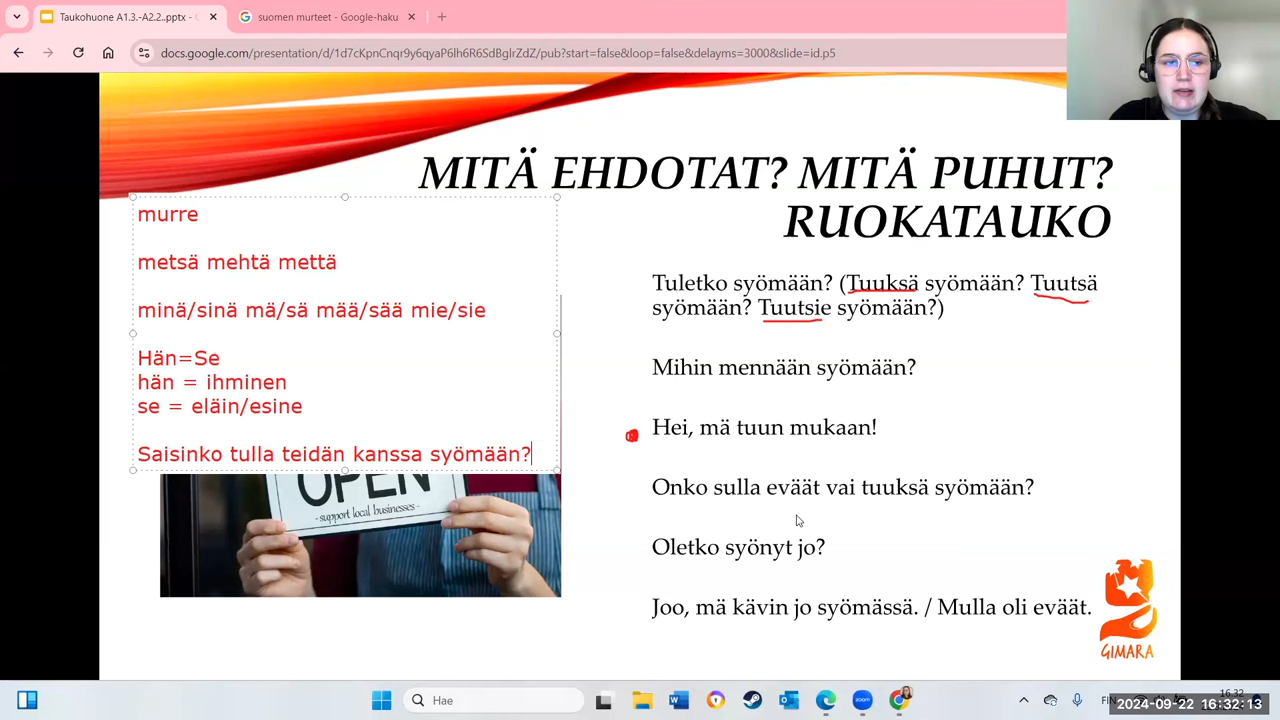 Taukohuone A1.3.-A2.2..pptx - G
suomen murteet - Google-haku
docs.google.com/presentation/d/1d7cKpnCnqr9y6qyaP6lh6R6SdBglrZdZ/pub?start=false&loop=false&delayms=3000&slide=id.p5
MITÄ EHDOTAT? MITÄ PUHUT?
RUOKATAUKO
murre
metsä mehtä mettä
minä/sinä mä/sä mää/sää mie/sie
Hän=Se
hän = ihminen
se = eläin/esine
Saisinko tulla teidän kanssa syömään?
OPEN
-support local businesses-
Tuletko syömään? (Tuuksä syömään? Tuutsä
syömään? Tuutsie syömään?)
Mihin mennään syömään?
Hei, mä tuun mukaan!
Onko sulla eväät vai tuuksä syömään?
Oletko syönyt jo?
Joo, mä kävin jo syömässä. / Mulla oli eväät.
GIMARA
Hae
FIN
16.32
2024-09-22 16:32:13